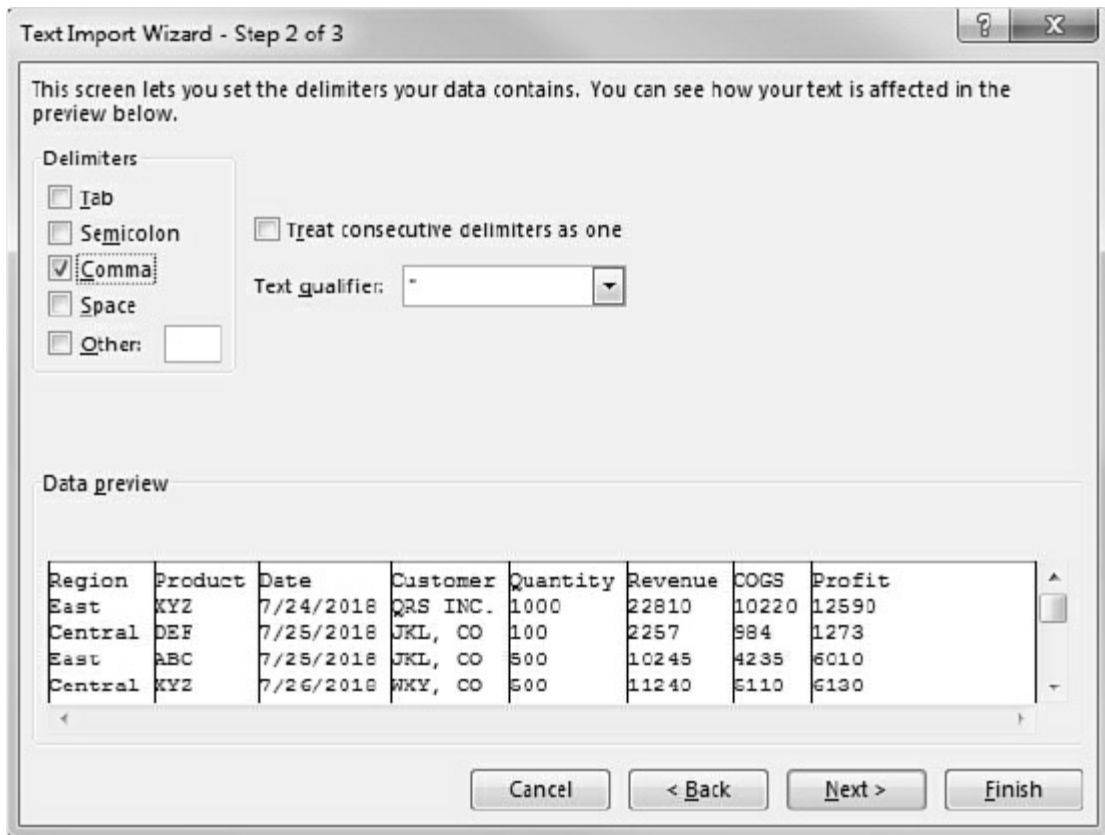 Text Import Wizard - Step 2 of 3
This screen lets you set the delimiters your data contains. You can see how your text is affected in the
preview below.
Delimiters
Tab
Semicolon
Comma
Space
Other:
Treat consecutive delimiters as one
Text qualifier: "
Data preview
Region Product Date Customer Quantity Revenue COGS Profit
East XYZ 7/24/2018 QRS INC. 1000 22810 10220 12590
Central DEF 7/25/2018 JKL, CO 100 2257 984 1273
East ABC 7/25/2018 JKL, CO 500 10245 4235 6010
Central XYZ 7/26/2018 WKY, CO 500 11240 5110 6130
Cancel < Back Next > Finish